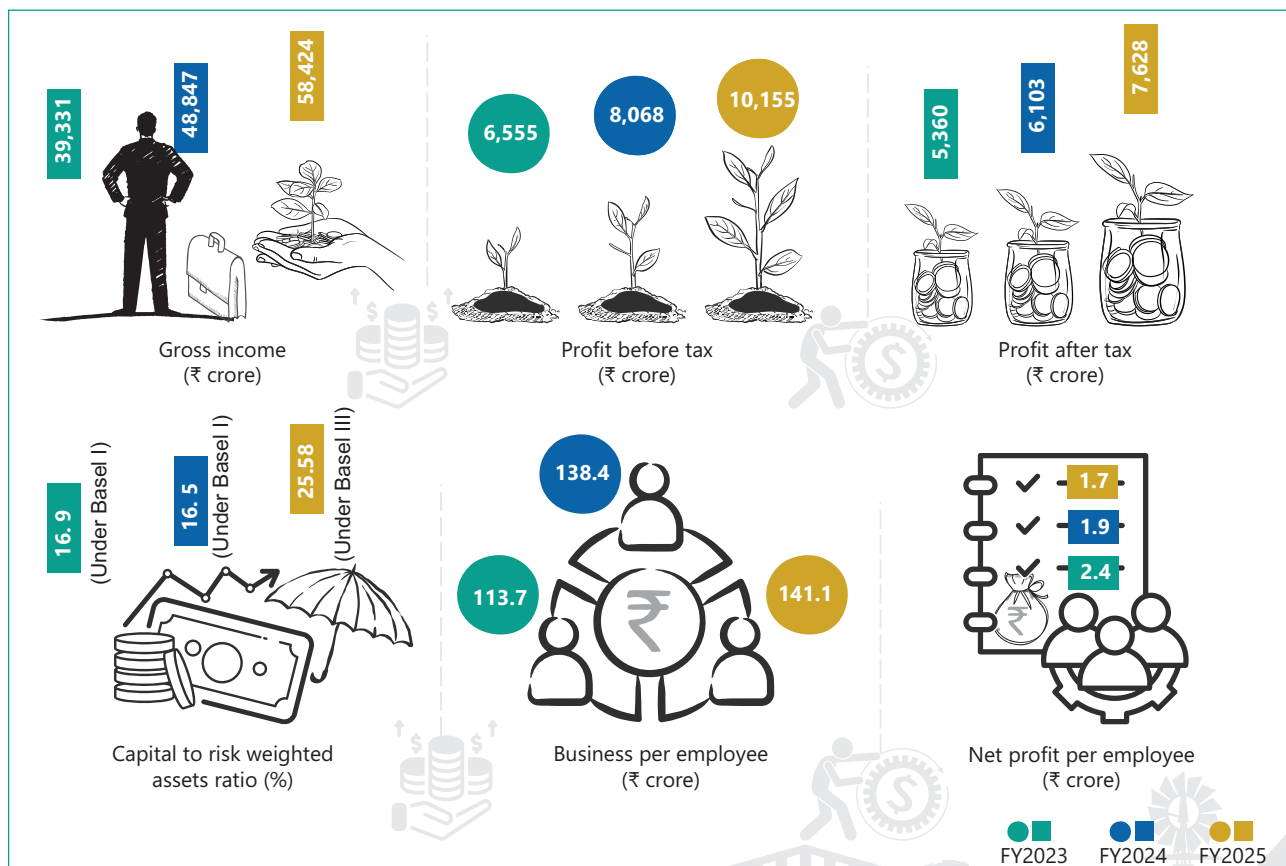 39,331
48,847
58,424
Gross income
(₹ crore)
6,555
8,068
10,155
Profit before tax
(₹ crore)
5,360
6,103
7,628
Profit after tax
(₹ crore)
16. 9
(Under Basel I)
16. 5
(Under Basel I)
25.58
(Under Basel III)
Capital to risk weighted
assets ratio (%)
138.4
113.7
141.1
₹
Business per employee
(₹ crore)
1.7
1.9
2.4
₹
Net profit per employee
(₹ crore)
$ $
$
$ $
$
FY2023
FY2024
FY2025